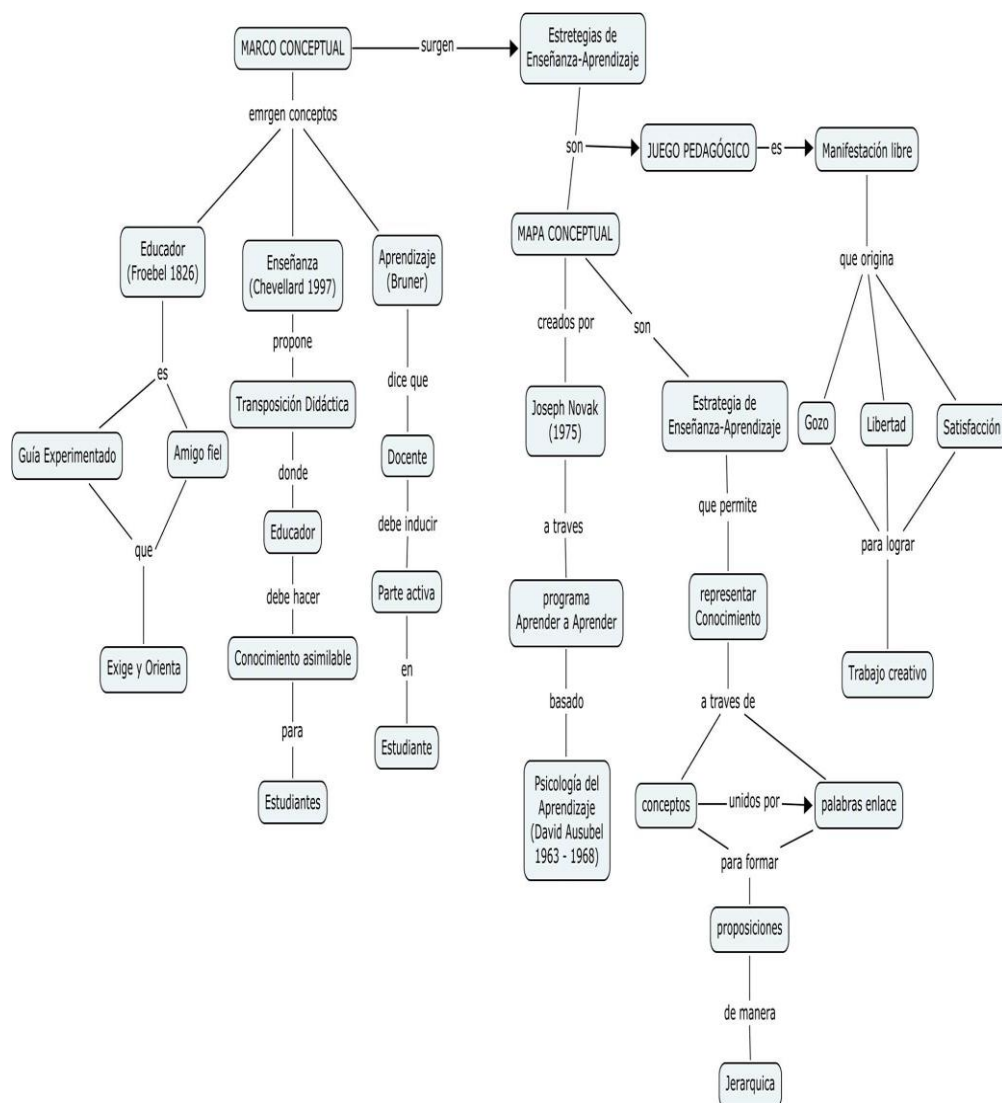 MARCO CONCEPTUAL
surgen
Estretegias de
Enseñanza-Aprendizaje
emrgen conceptos
son
JUEGO PEDAGÓGICO
es
Manifestación libre
Educador
(Froebel 1826)
Enseñanza
(Chevellard 1997)
Aprendizaje
(Bruner)
MAPA CONCEPTUAL
que origina
es
propone
dice que
creados por
son
Guía Experimentado
Amigo fiel
Transposición Didáctica
Docente
Joseph Novak
(1975)
Estrategia de
Enseñanza-Aprendizaje
Gozo
Libertad
Satisfacción
que
donde
debe inducir
a traves
que permite
para lograr
Exige y Orienta
Educador
Parte activa
programa
Aprender a Aprender
representar
Conocimiento
Trabajo creativo
debe hacer
Conocimiento asimilable
en
basado
a traves de
para
Estudiante
Estudiantes
Psicología del
Aprendizaje
(David Ausubel
1963 - 1968)
conceptos
unidos por
palabras enlace
para formar
proposiciones
de manera
Jerarquica